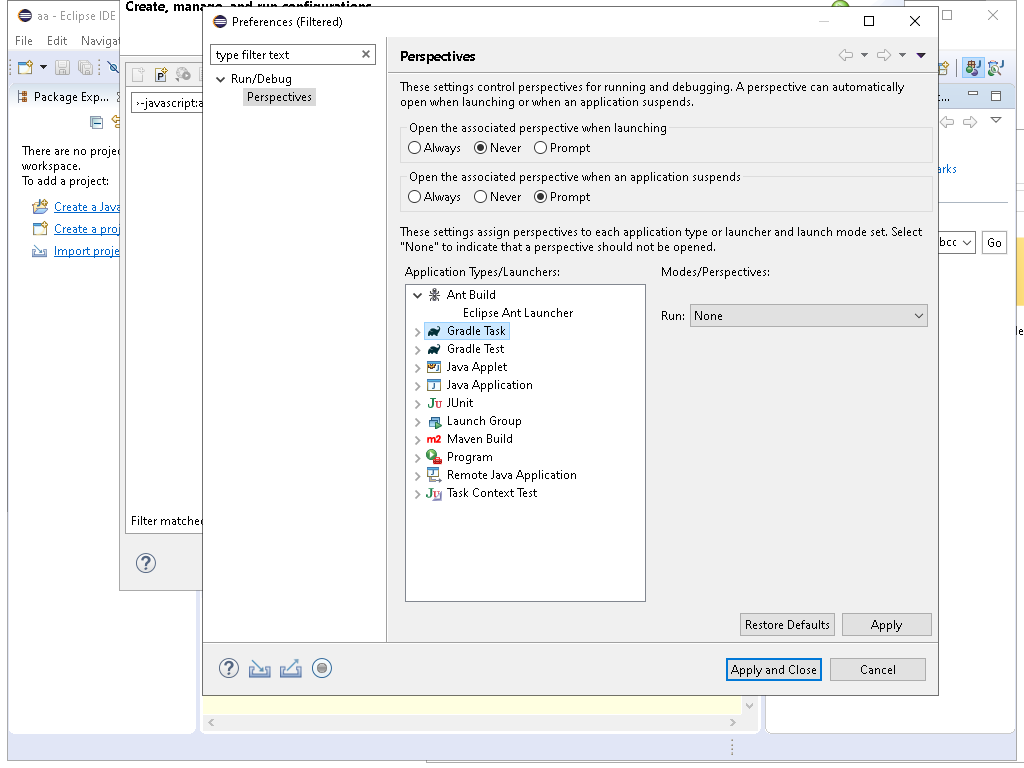 Create, manage, and run configurations
aa - Eclipse IDE
Preferences (Filtered)
File Edit Navigat
type filter text
Perspectives
Run/Debug
Perspectives
Package Exp...
-javascript:a
These settings control perspectives for running and debugging. A perspective can automatically
open when launching or when an application suspends.
Open the associated perspective when launching
Always Never Prompt
There are no proje
workspace.
To add a project:
Open the associated perspective when an application suspends
Always Never Prompt
arks
Create a Java
Create a proj
Import proje
These settings assign perspectives to each application type or launcher and launch mode set. Select
"None" to indicate that a perspective should not be opened.
Go
Application Types/Launchers:
Modes/Perspectives:
Ant Build
Eclipse Ant Launcher
Run: None
Gradle Task
Gradle Test
Java Applet
Java Application
Ju JUnit
Launch Group
m2 Maven Build
Program
Remote Java Application
Task Context Test
Filter matched
Restore Defaults
Apply
Apply and Close
Cancel